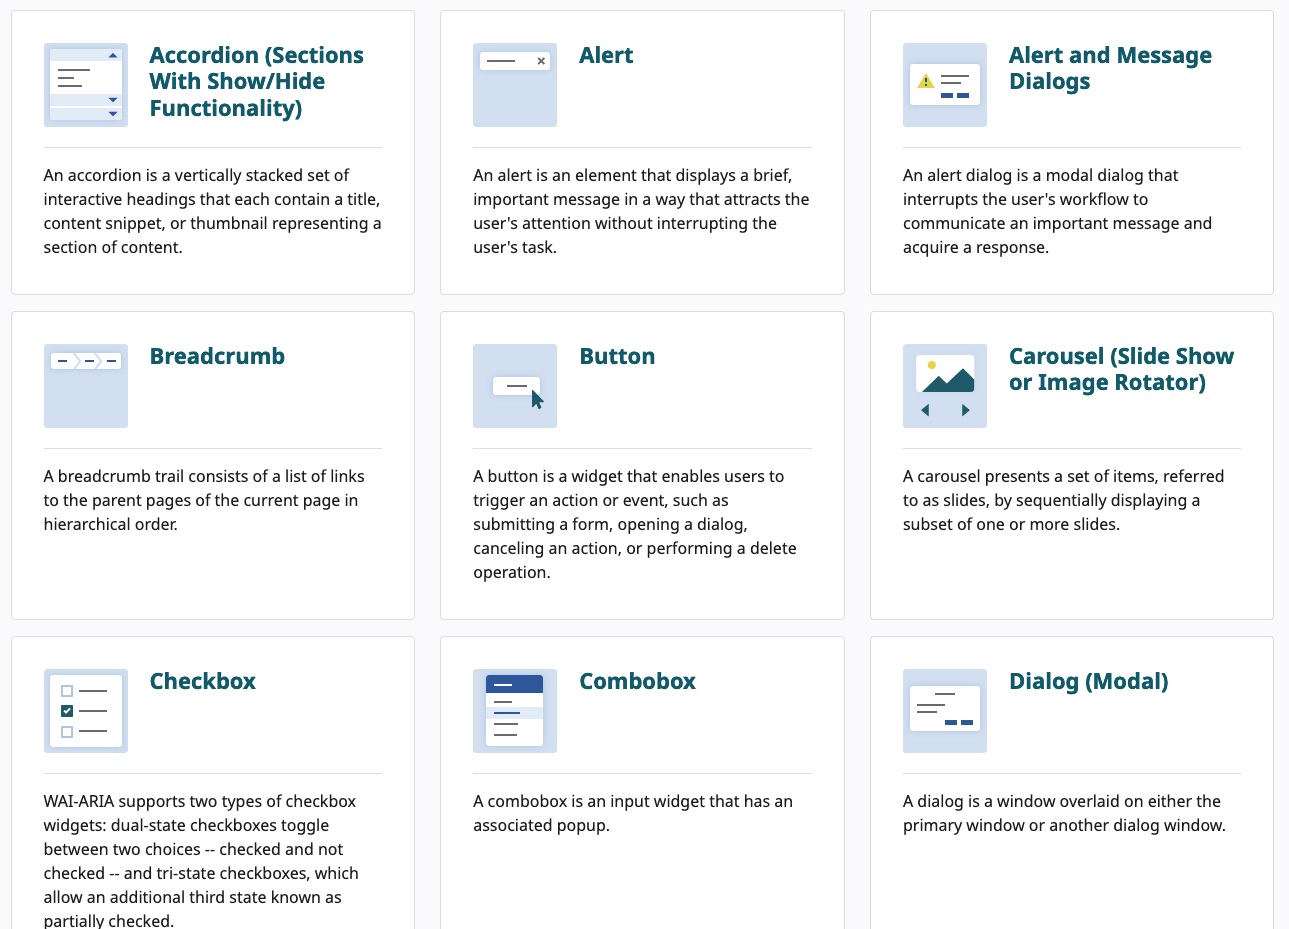 Accordion (Sections
With Show/Hide
Functionality)
An accordion is a vertically stacked set of
interactive headings that each contain a title,
content snippet, or thumbnail representing a
section of content.
Alert
An alert is an element that displays a brief,
important message in a way that attracts the
user's attention without interrupting the
user's task.
Alert and Message
Dialogs
An alert dialog is a modal dialog that
interrupts the user's workflow to
communicate an important message and
acquire a response.
Breadcrumb
A breadcrumb trail consists of a list of links
to the parent pages of the current page in
hierarchical order.
Button
A button is a widget that enables users to
trigger an action or event, such as
submitting a form, opening a dialog,
canceling an action, or performing a delete
operation.
Carousel (Slide Show
or Image Rotator)
A carousel presents a set of items, referred
to as slides, by sequentially displaying a
subset of one or more slides.
Checkbox
WAI-ARIA supports two types of checkbox
widgets: dual-state checkboxes toggle
between two choices -- checked and not
checked -- and tri-state checkboxes, which
allow an additional third state known as
partially checked.
Combobox
A combobox is an input widget that has an
associated popup.
Dialog (Modal)
A dialog is a window overlaid on either the
primary window or another dialog window.